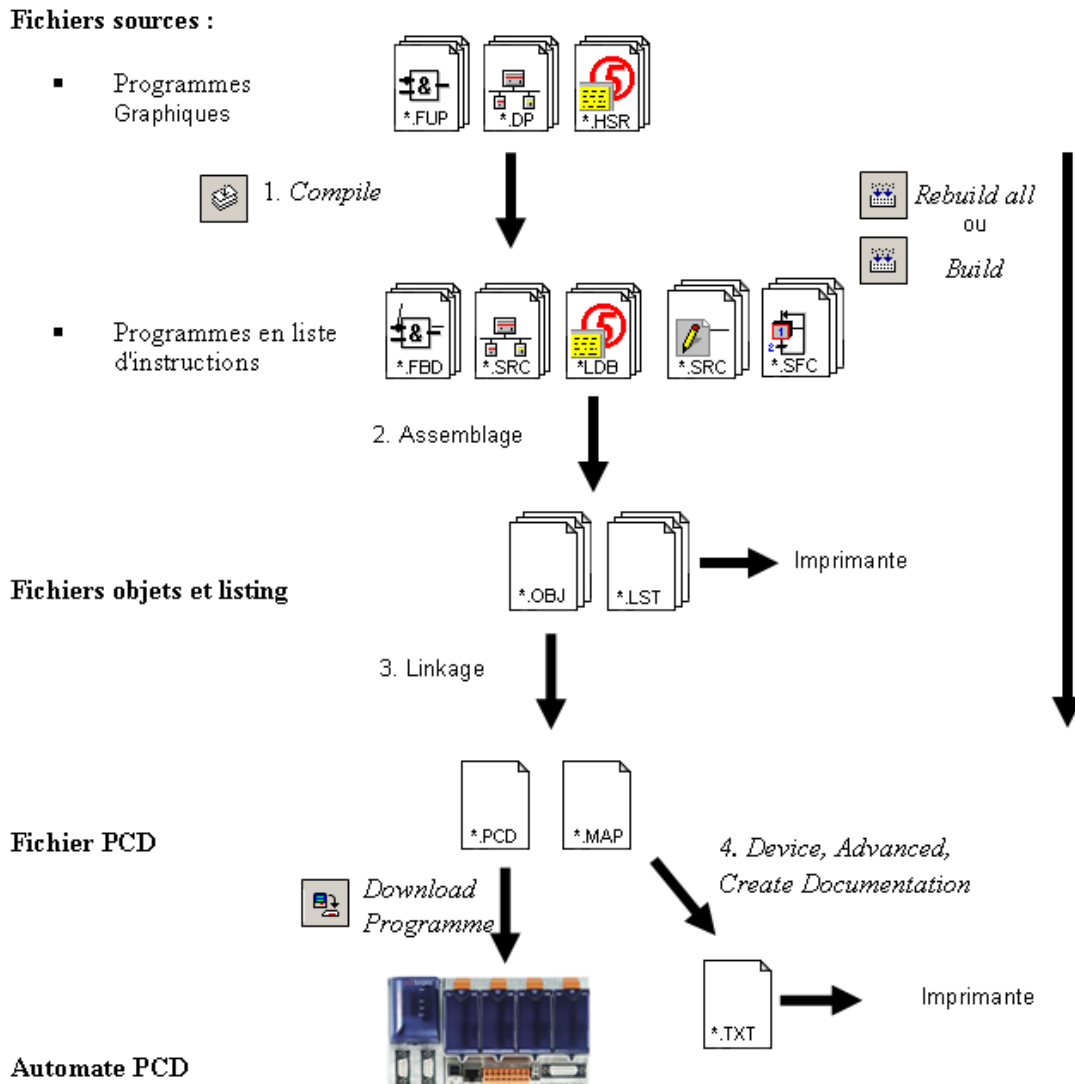 Fichiers sources :
▪ Programmes
Graphiques
*.FUP
*.DP
*.HSR
1. Compile
Rebuild all
ou
Build
▪ Programmes en liste
d'instructions
*.FBD
*.SRC
*LDB
*.SRC
*.SFC
2. Assemblage
Fichiers objets et listing
*.OBJ
*.LST
Imprimante
3. Linkage
Fichier PCD
*.PCD
*.MAP
4. Device, Advanced,
Create Documentation
Download
Programme
*.TXT
Imprimante
Automate PCD